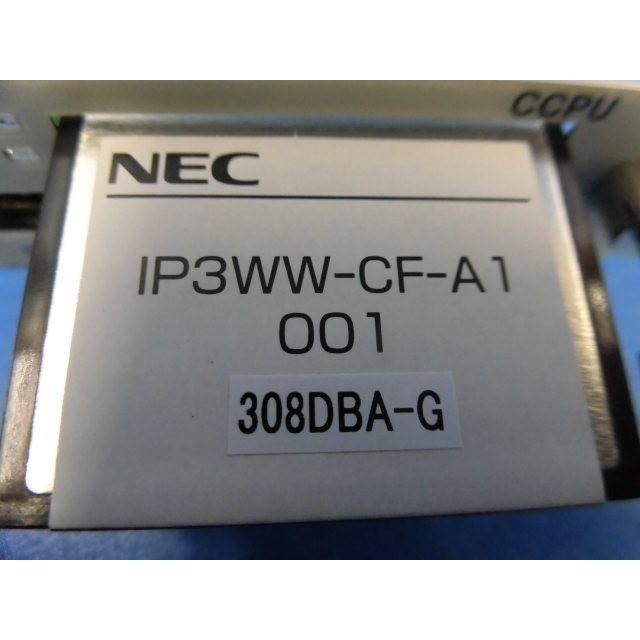 CCPU
NEC
IP3WW-CF-A1
001
308DBA-G